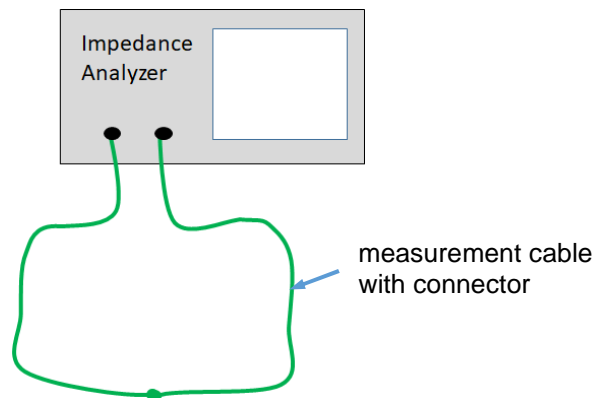 Impedance
Analyzer
measurement cable
with connector